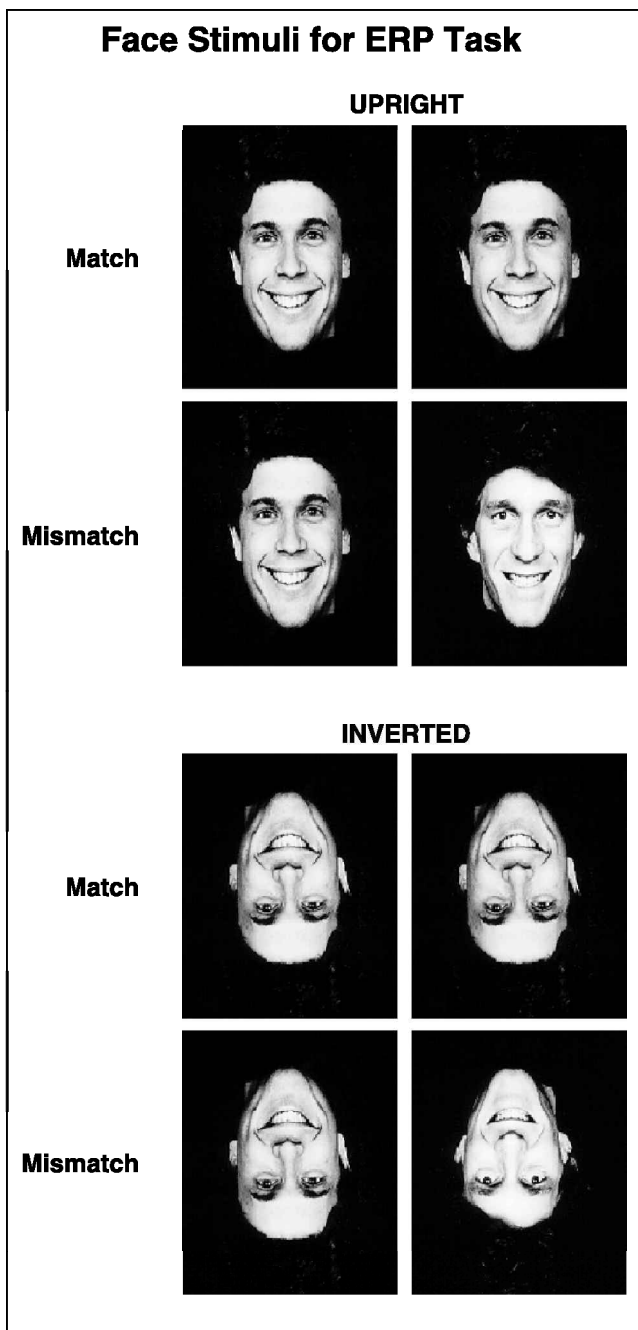 Face Stimuli for ERP Task
UPRIGHT
Match
Mismatch
INVERTED
Match
Mismatch